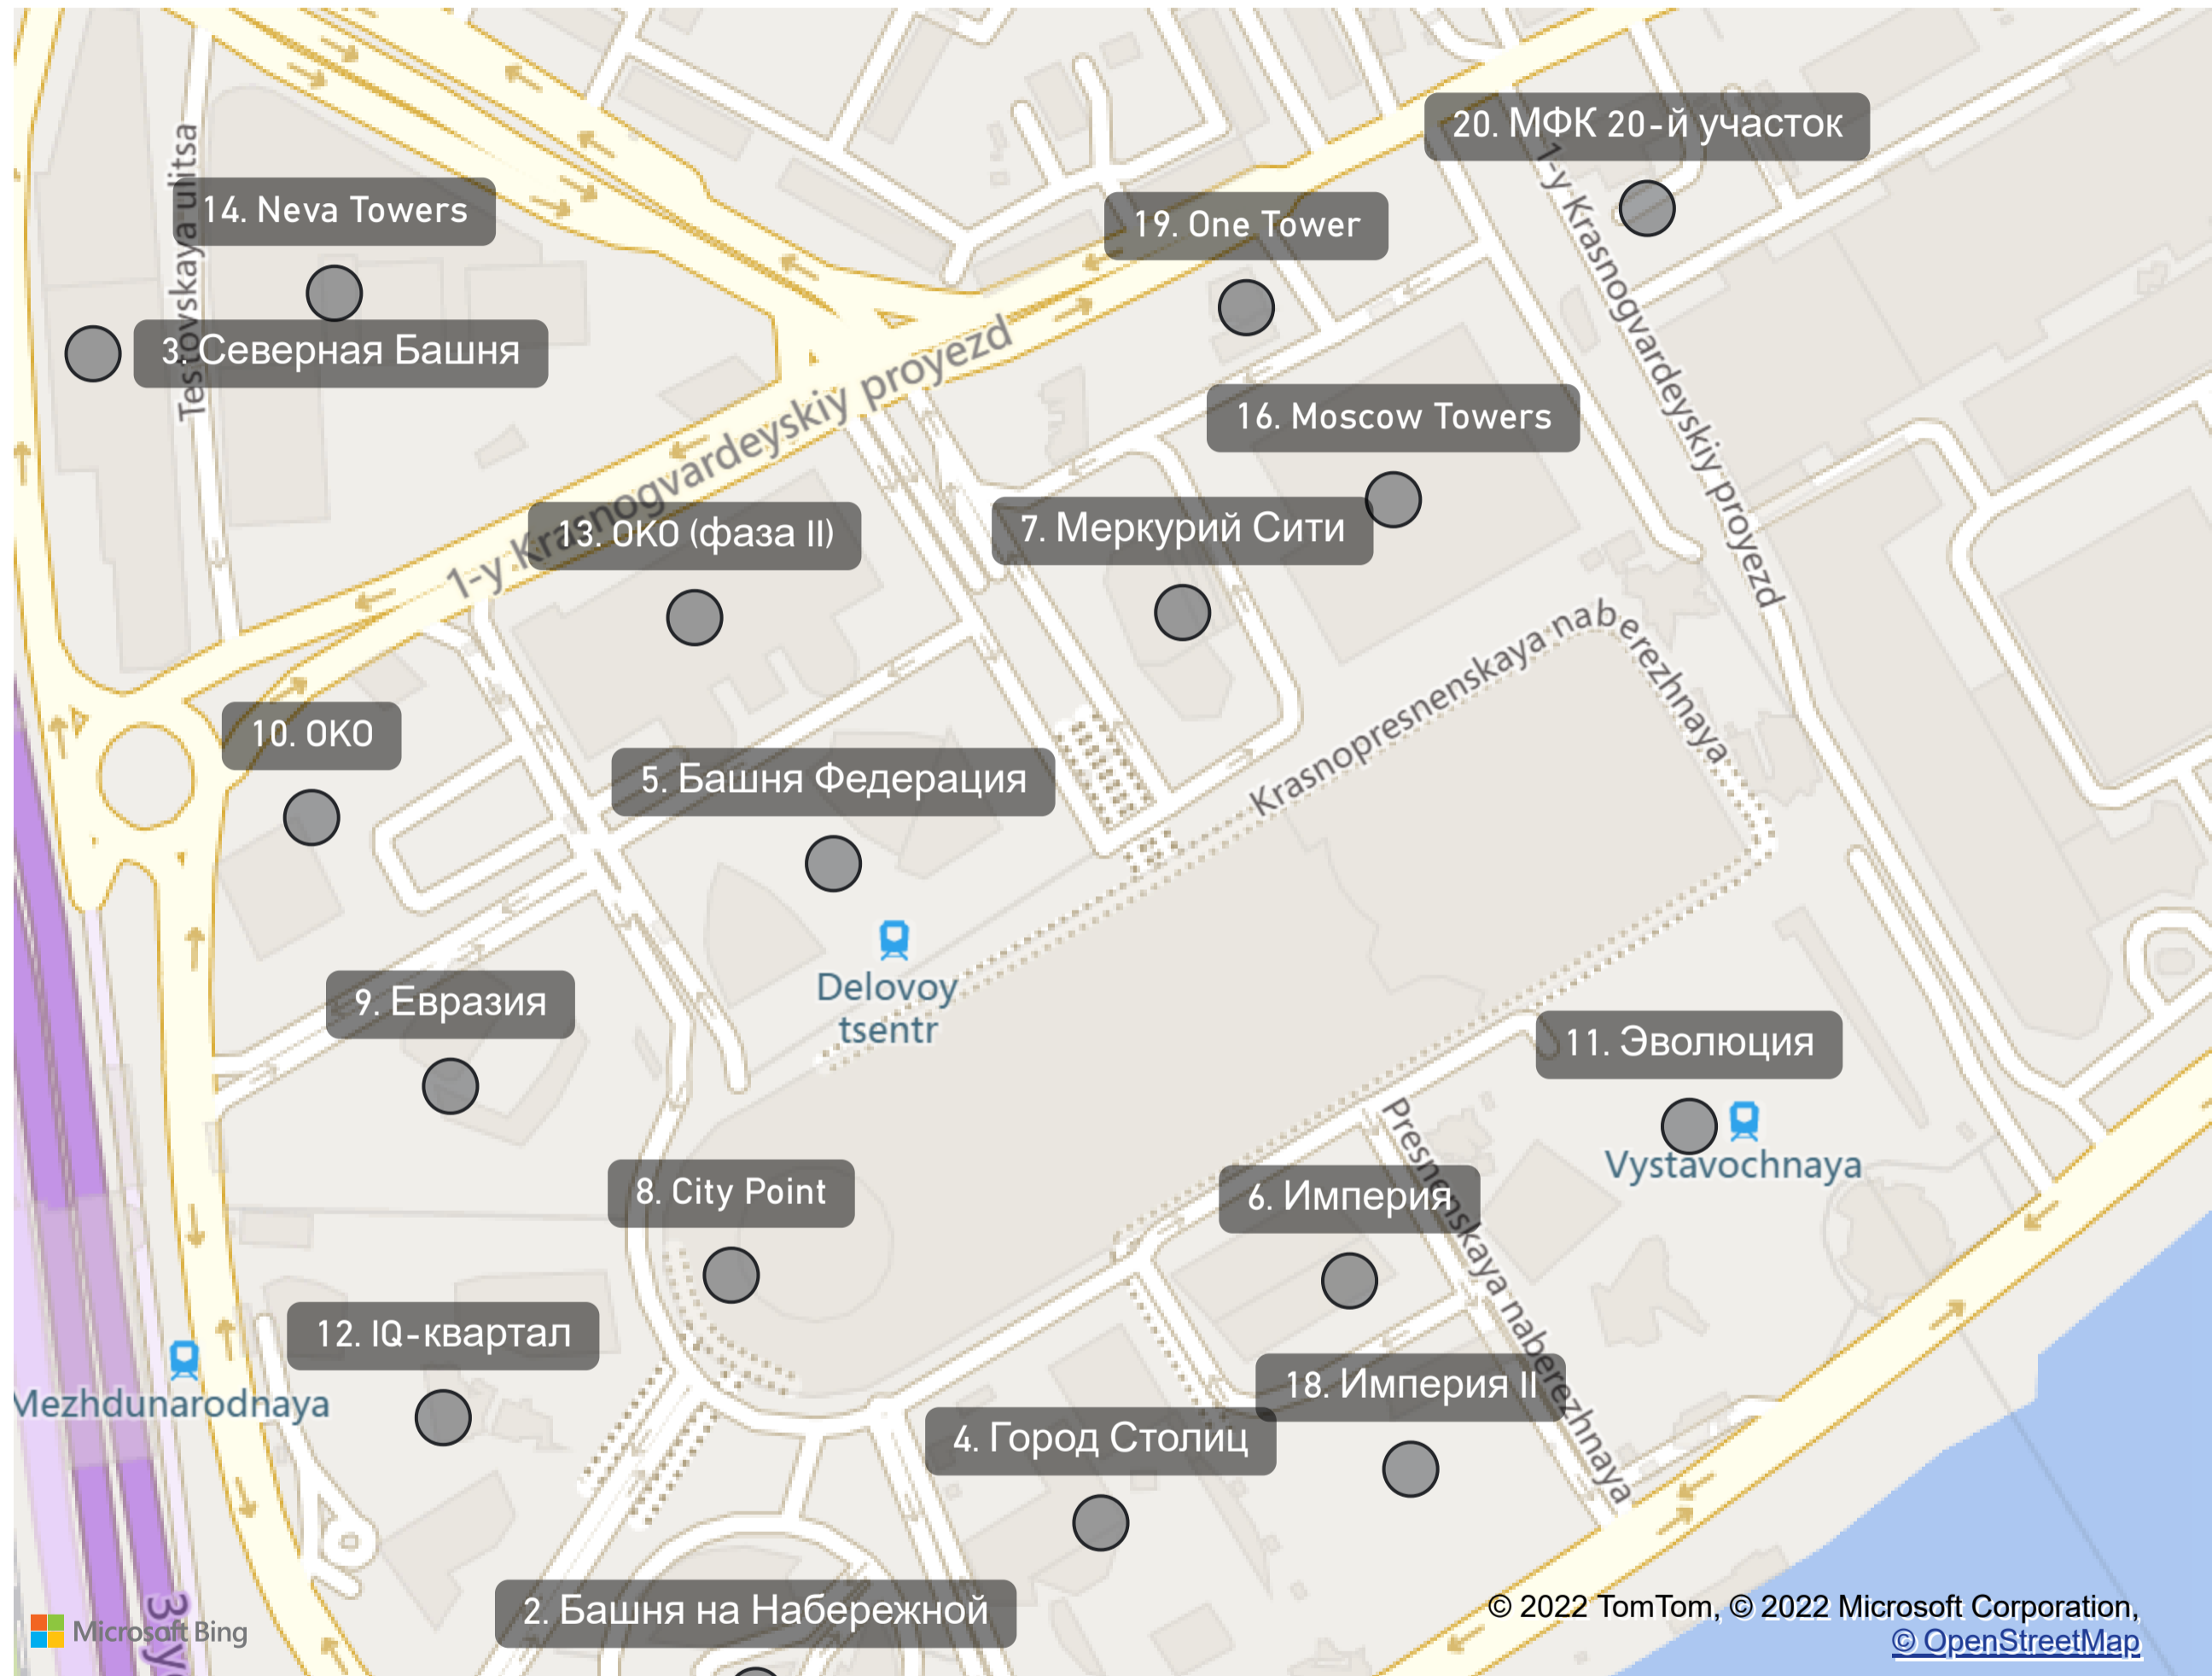 20. МФК 20-й участок
14. Neva Towers
19. One Tower
Testovskaya ulitsa
1-y Krasnogvardeyskiy proyezd
3. Северная Башня
1-y Krasnogvardeyskiy proyezd
16. Moscow Towers
13. ОКО (фаза II)
7. Меркурий Сити
10. ОКО
5. Башня Федерация
Krasnopresnenskaya naberezhnaya
Delovoy
tsentr
9. Евразия
11. Эволюция
Vystavochnaya
8. City Point
6. Империя
Presnenskaya naberezhnaya
12. IQ-квартал
Mezhdunarodnaya
18. Империя II
4. Город Столиц
2. Башня на Набережной
Microsoft Bing
© 2022 TomTom, © 2022 Microsoft Corporation,
© OpenStreetMap